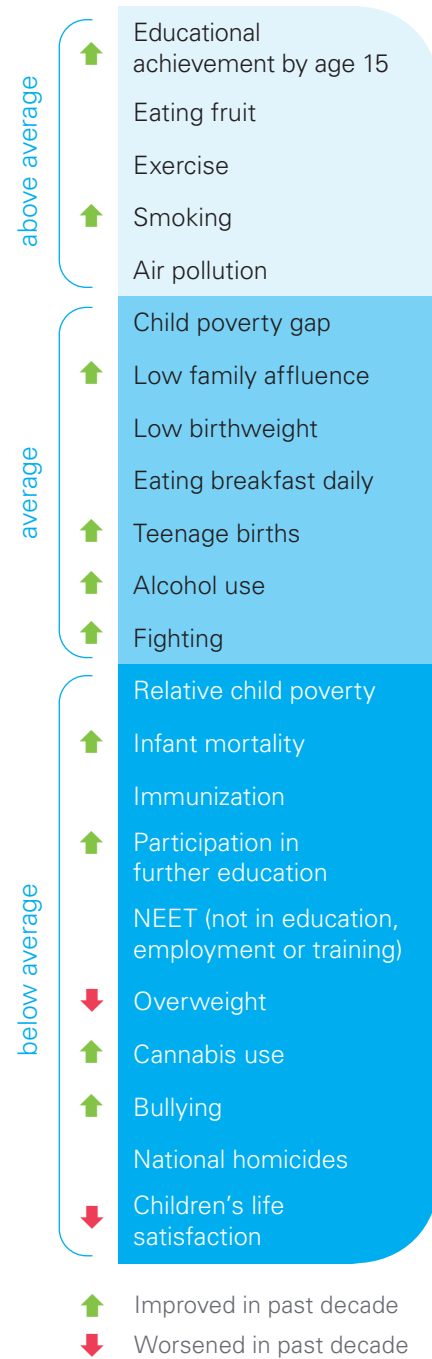 above average
Educational
achievement by age 15
Eating fruit
Exercise
Smoking
Air pollution
average
Child poverty gap
Low family affluence
Low birthweight
Eating breakfast daily
Teenage births
Alcohol use
Fighting
below average
Relative child poverty
Infant mortality
Immunization
Participation in
further education
NEET (not in education,
employment or training)
Overweight
Cannabis use
Bullying
National homicides
Children’s life
satisfaction
Improved in past decade
Worsened in past decade